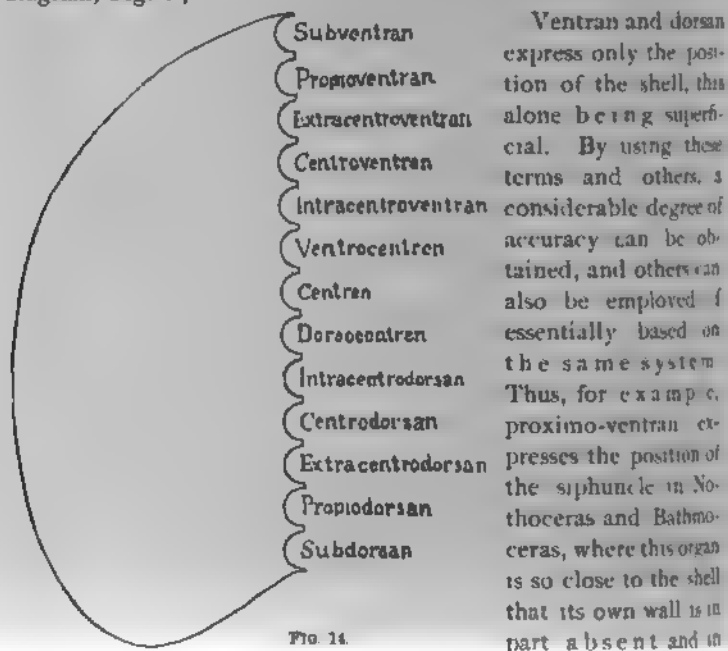 Subventran
Propioventran
Extracentroventran
Centroventran
Intracentroventran
Ventrocentren
Centren
Dorsocentren
Intracentrodorsan
Centrodorsan
Extracentrodorsan
Propiodorsan
Subdorsan
FIG. 14.
Ventran and dorsan
express only the posi-
tion of the shell, this
alone being superfi-
cial. By using these
terms and others, a
considerable degree of
accuracy can be ob-
tained, and others can
also be employed if
essentially based on
the same system
Thus, for example,
proximo-ventran ex-
presses the position of
the siphuncle in No-
thoceras and Bathmo-
ceras, where this organ
is so close to the shell
that its own wall is in
part absent and in